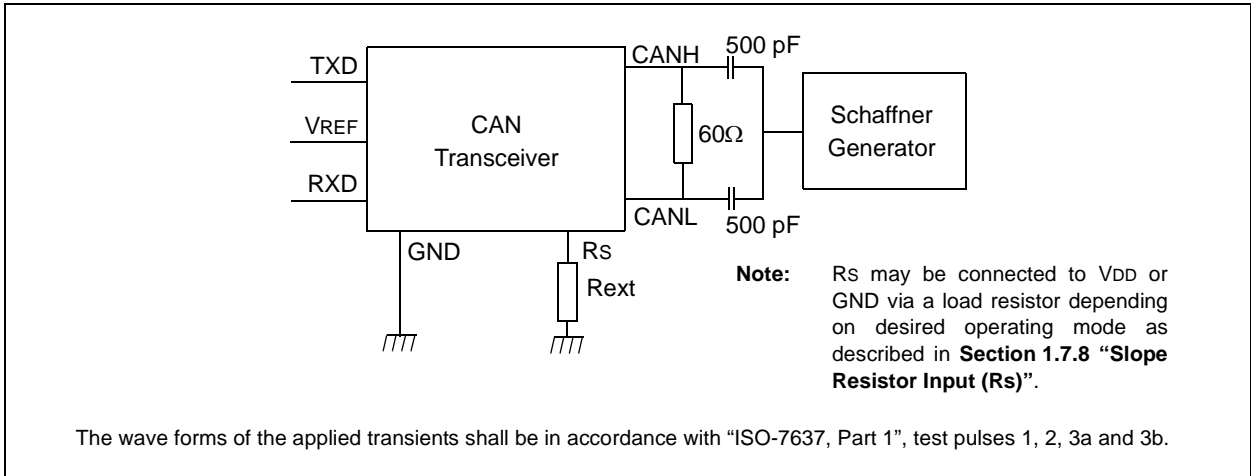 TXD
VREF
RXD
CAN
Transceiver
CANH
CANL
500 pF
60Ω
500 pF
Schaffner
Generator
GND
RS
Rext
Note: RS may be connected to VDD or
GND via a load resistor depending
on desired operating mode as
described in Section 1.7.8 “Slope
Resistor Input (Rs)”.
The wave forms of the applied transients shall be in accordance with “ISO-7637, Part 1”, test pulses 1, 2, 3a and 3b.